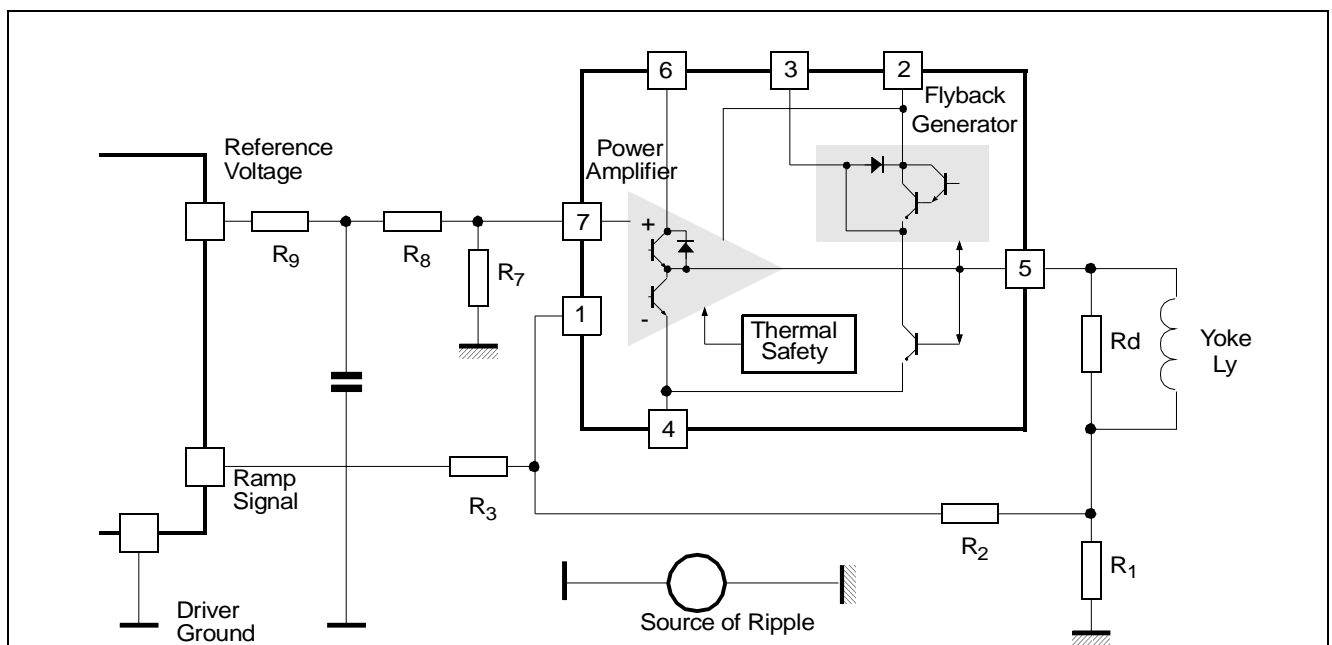 6
3
2
Flyback
Generator
Reference
Voltage
Power
Amplifier
7
+
R9
R8
R7
5
1
-
Thermal
Safety
Rd
Yoke
Ly
4
Ramp
Signal
R3
R2
R1
Driver
Ground
Source of Ripple